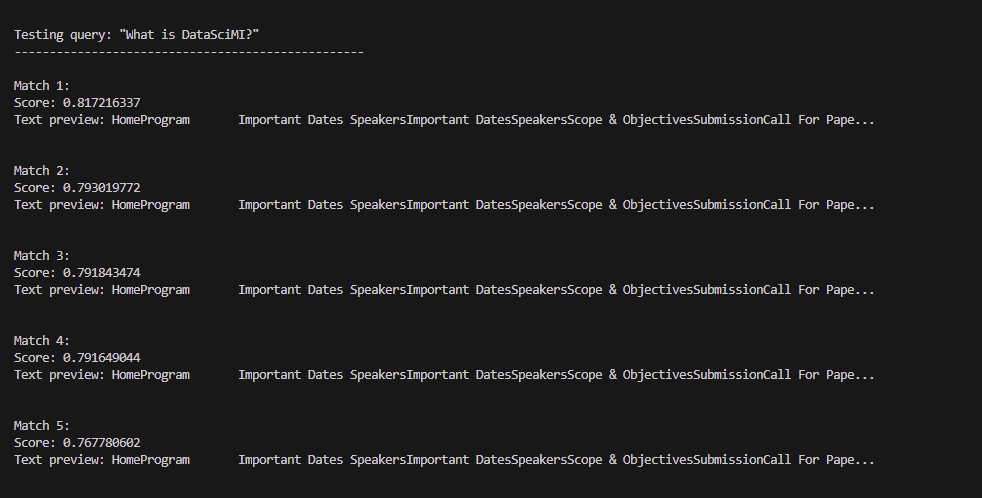 Testing query: "What is DataSciMI?"
--------------------------------------------------
Match 1:
Score: 0.817216337
Text preview: HomeProgram       Important Dates SpeakersImportant DatesSpeakersScope & ObjectivesSubmissionCall For Pape...
Match 2:
Score: 0.793019772
Text preview: HomeProgram       Important Dates SpeakersImportant DatesSpeakersScope & ObjectivesSubmissionCall For Pape...
Match 3:
Score: 0.791843474
Text preview: HomeProgram       Important Dates SpeakersImportant DatesSpeakersScope & ObjectivesSubmissionCall For Pape...
Match 4:
Score: 0.791649044
Text preview: HomeProgram       Important Dates SpeakersImportant DatesSpeakersScope & ObjectivesSubmissionCall For Pape...
Match 5:
Score: 0.767780602
Text preview: HomeProgram       Important Dates SpeakersImportant DatesSpeakersScope & ObjectivesSubmissionCall For Pape...